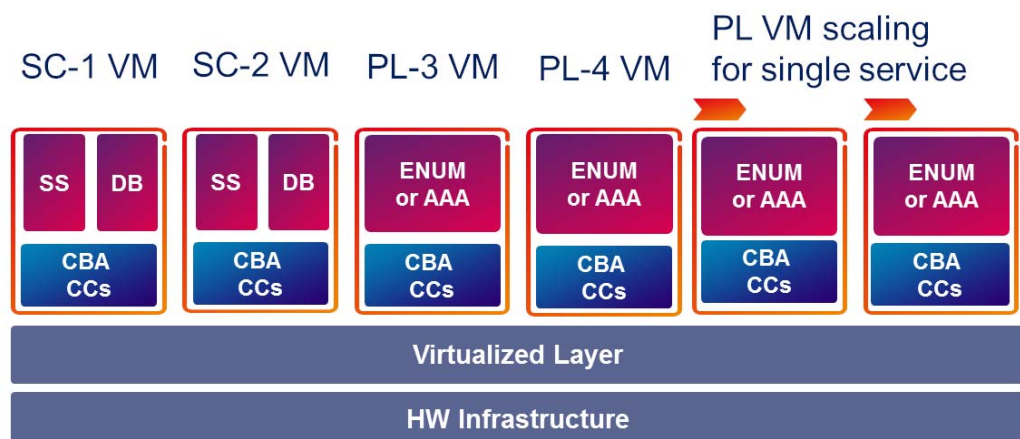 SC-1 VM
SC-2 VM
PL-3 VM
PL-4 VM
PL VM scaling
for single service
SS
DB
CBA
CCs
SS
DB
CBA
CCs
ENUM
or AAA
CBA
CCs
ENUM
or AAA
CBA
CCs
ENUM
or AAA
CBA
CCs
ENUM
or AAA
CBA
CCs
Virtualized Layer
HW Infrastructure